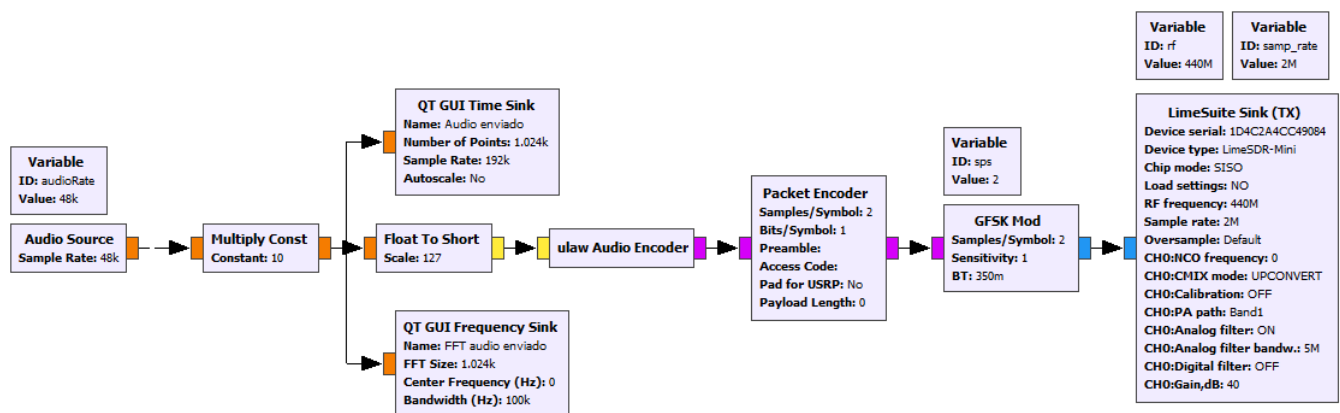 Variable
ID: rf
Value: 440M
Variable
ID: samp_rate
Value: 2M
QT GUI Time Sink
Name: Audio enviado
Number of Points: 1.024k
Sample Rate: 192k
Autoscale: No
Variable
ID: audioRate
Value: 48k
Audio Source
Sample Rate: 48k
Multiply Const
Constant: 10
Float To Short
Scale: 127
ulaw Audio Encoder
QT GUI Frequency Sink
Name: FFT audio enviado
FFT Size: 1.024k
Center Frequency (Hz): 0
Bandwidth (Hz): 100k
Packet Encoder
Samples/Symbol: 2
Bits/Symbol: 1
Preamble:
Access Code:
Pad for USRP: No
Payload Length: 0
Variable
ID: sps
Value: 2
GFSK Mod
Samples/Symbol: 2
Sensitivity: 1
BT: 350m
LimeSuite Sink (TX)
Device serial: 1D4C2A4CC49084
Device type: LimeSDR-Mini
Chip mode: SISO
Load settings: NO
RF frequency: 440M
Sample rate: 2M
Oversample: Default
CH0:NCO frequency: 0
CH0:CMIX mode: UPCONVERT
CH0:Calibration: OFF
CH0:PA path: Band1
CH0:Analog filter: ON
CH0:Analog filter bandw.: 5M
CH0:Digital filter: OFF
CH0:Gain,dB: 40